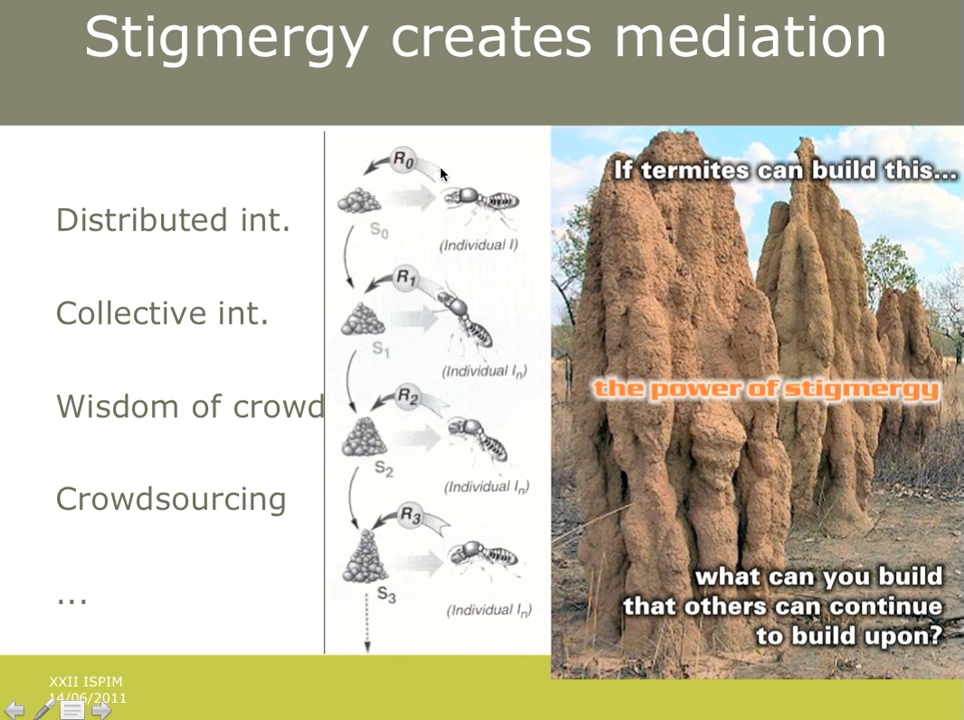 Stigmergy creates mediation
Distributed int.
Collective int.
Wisdom of crowd
Crowdsourcing
...
R0
S0
(Individual I)
R1
S1
(Individual In)
R2
S2
(Individual In)
R3
S3
(Individual In)
If termites can build this...
the power of stigmergy
what can you build
that others can continue
to build upon?
XXII ISPIM
14/06/2011